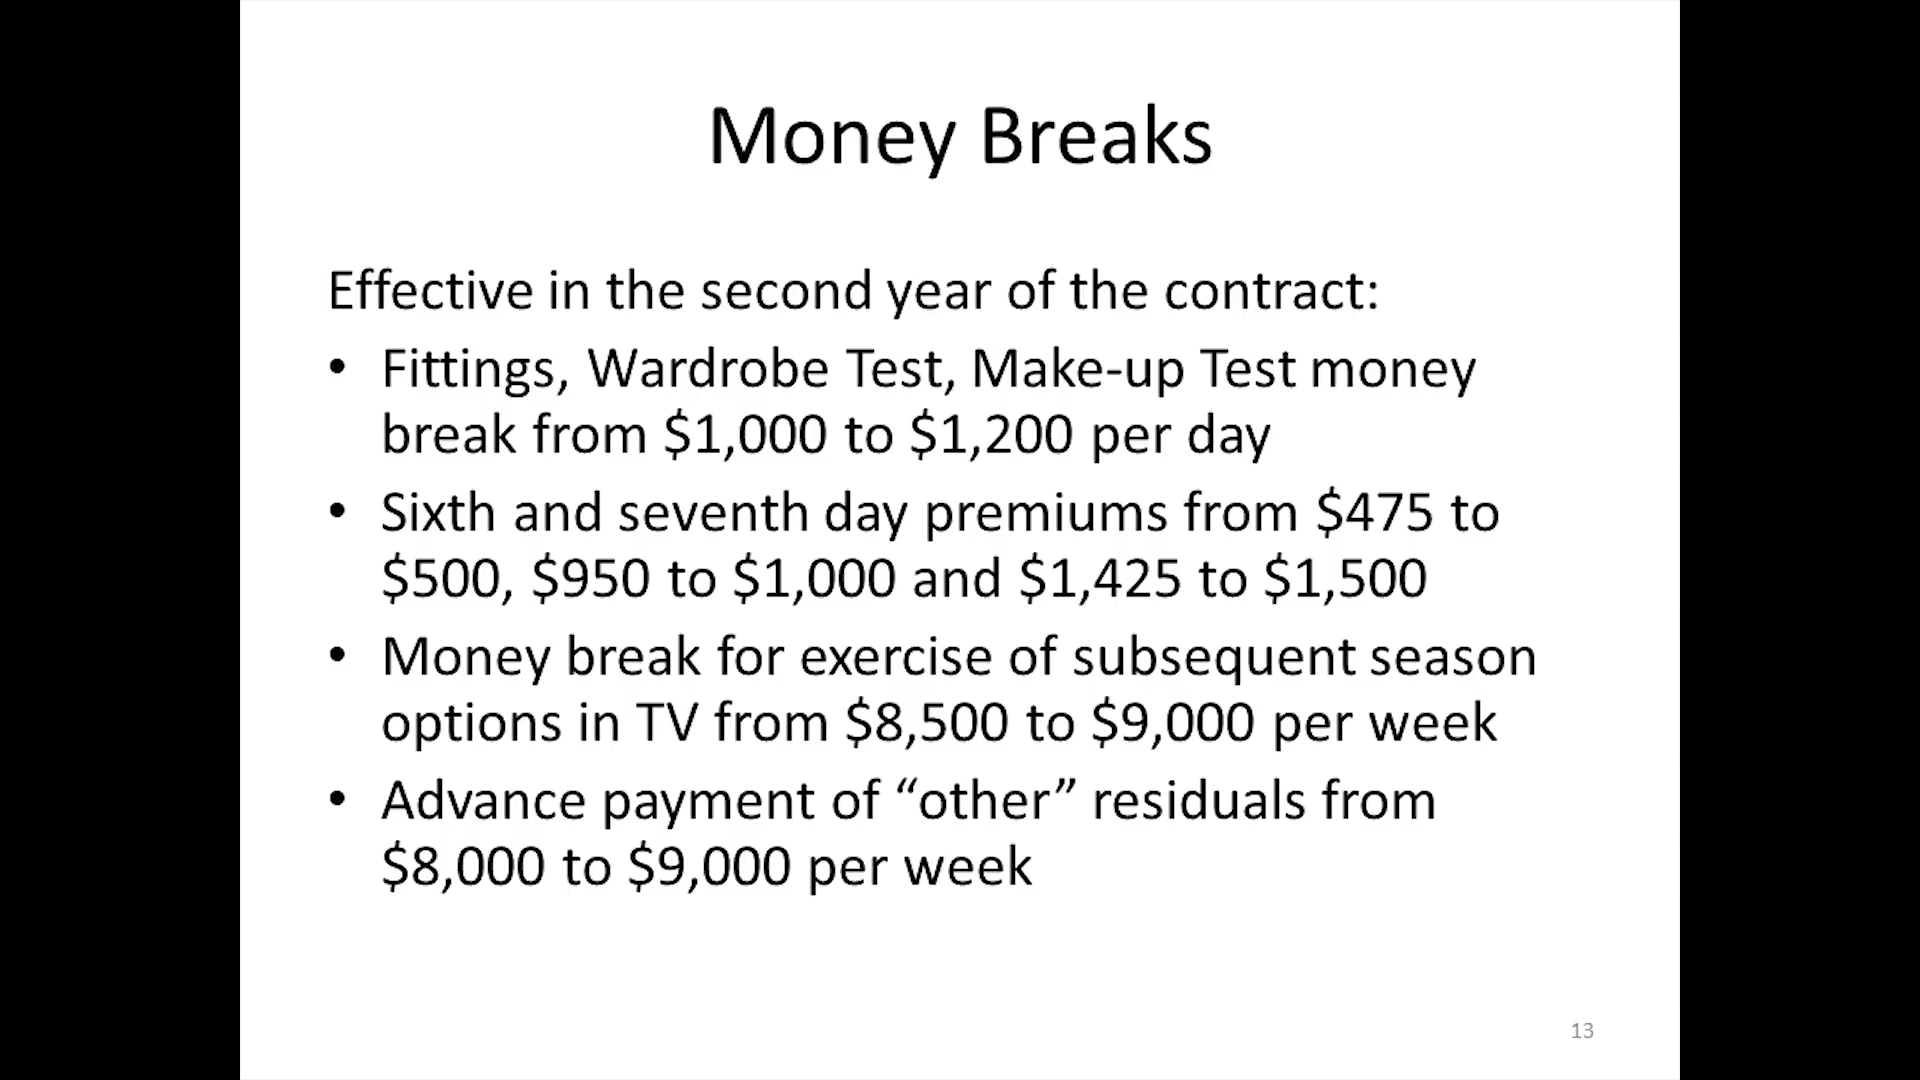 Money Breaks
Effective in the second year of the contract:
• Fittings, Wardrobe Test, Make-up Test money
break from $1,000 to $1,200 per day
• Sixth and seventh day premiums from $475 to
$500, $950 to $1,000 and $1,425 to $1,500
• Money break for exercise of subsequent season
options in TV from $8,500 to $9,000 per week
• Advance payment of “other” residuals from
$8,000 to $9,000 per week
13